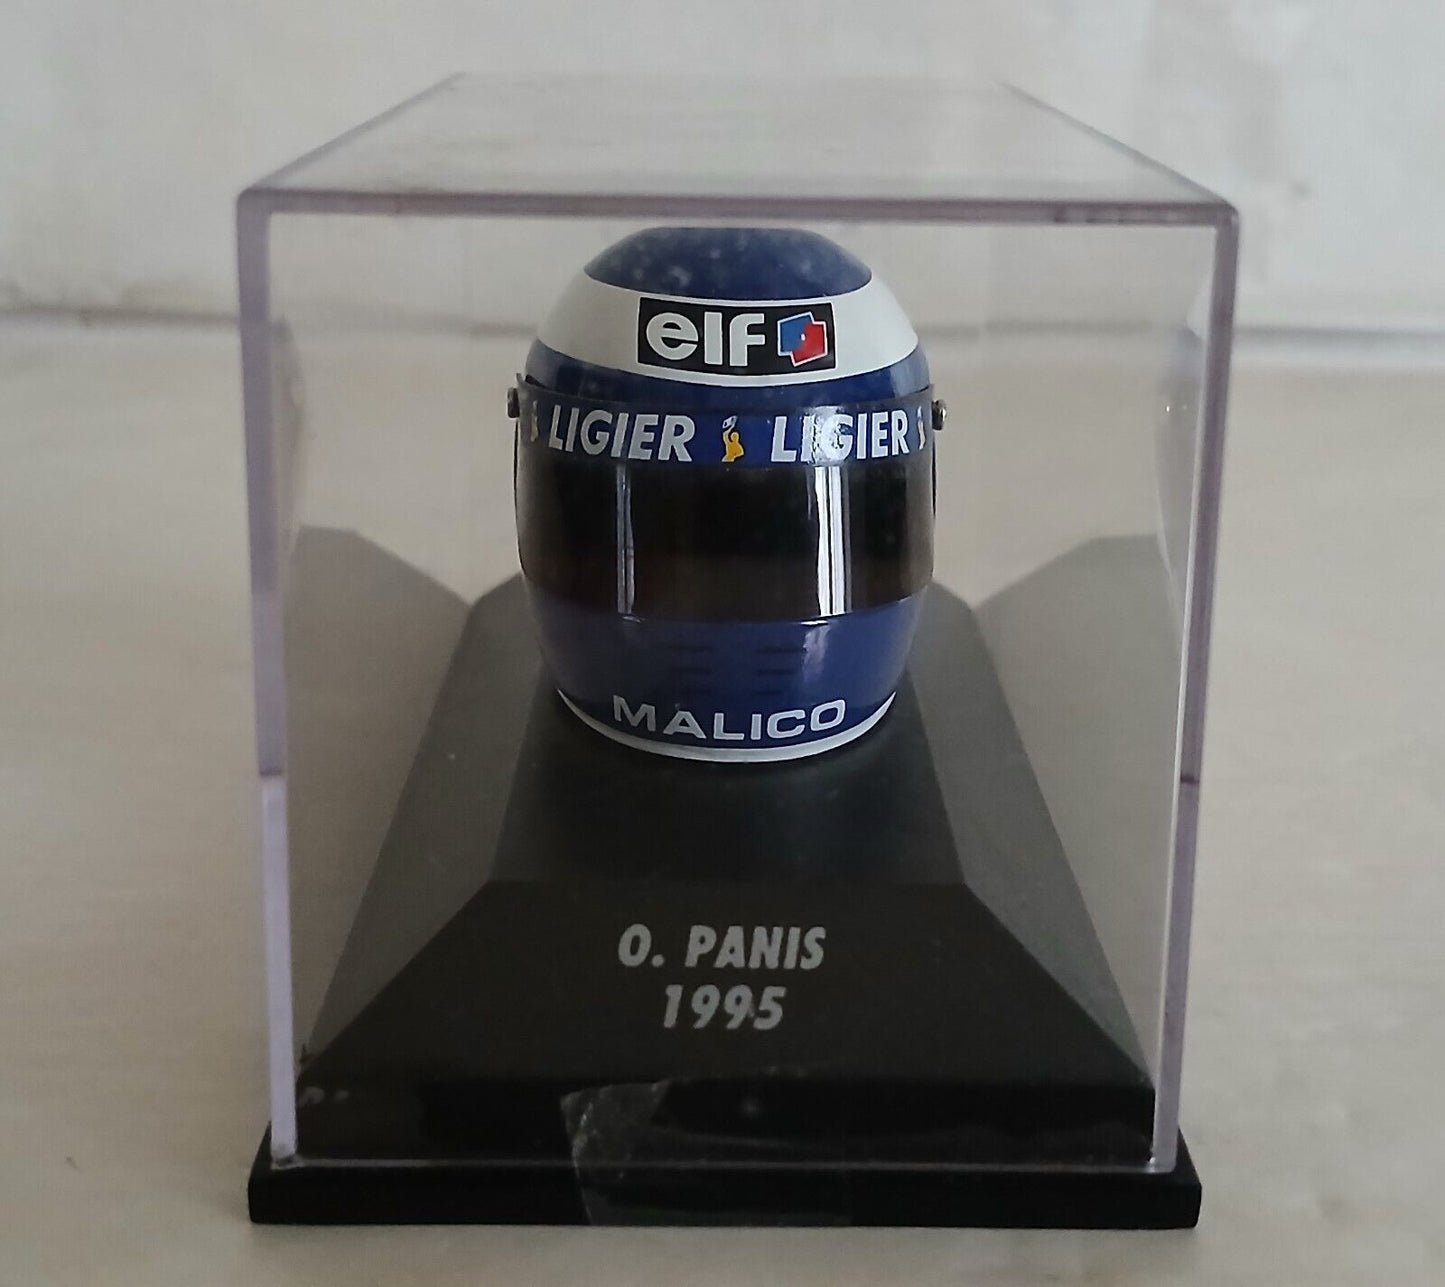 elf
LIGIER LIGIER
MALICO
O. PANIS
1995